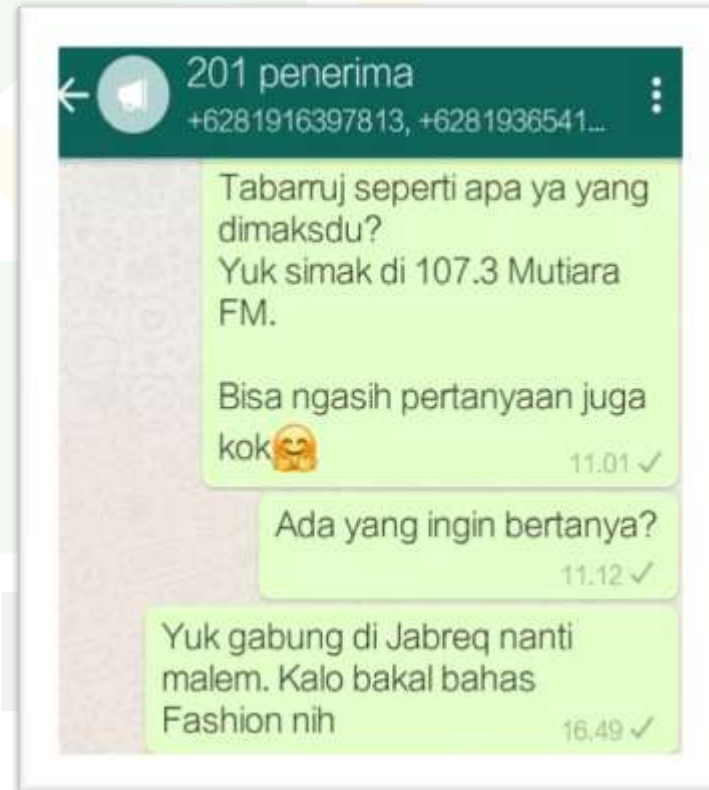 201 penerima
+6281916397813, +6281936541...
Tabarruj seperti apa ya yang
dimaksdu?
Yuk simak di 107.3 Mutiara
FM.
Bisa ngasih pertanyaan juga
kok🤗
11.01
Ada yang ingin bertanya?
11.12
Yuk gabung di Jabreq nanti
malem. Kalo bakal bahas
Fashion nih
16.49